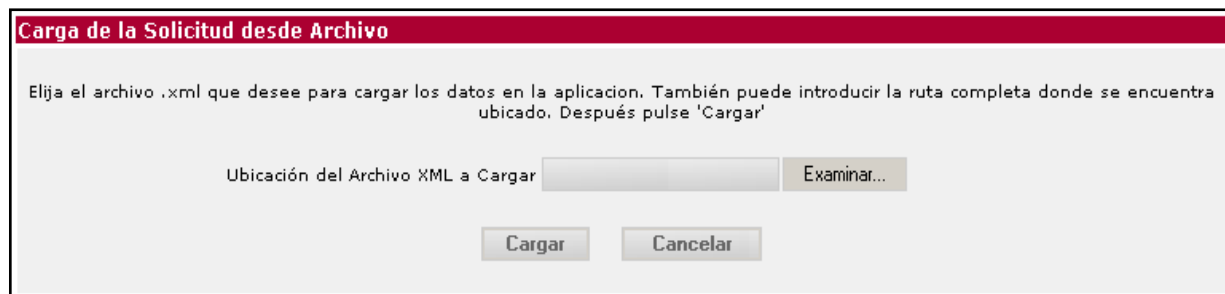 Carga de la Solicitud desde Archivo
Elija el archivo .xml que desee para cargar los datos en la aplicacion. También puede introducir la ruta completa donde se encuentra
ubicado. Después pulse 'Cargar'
Ubicación del Archivo XML a Cargar Examinar...
Cargar Cancelar